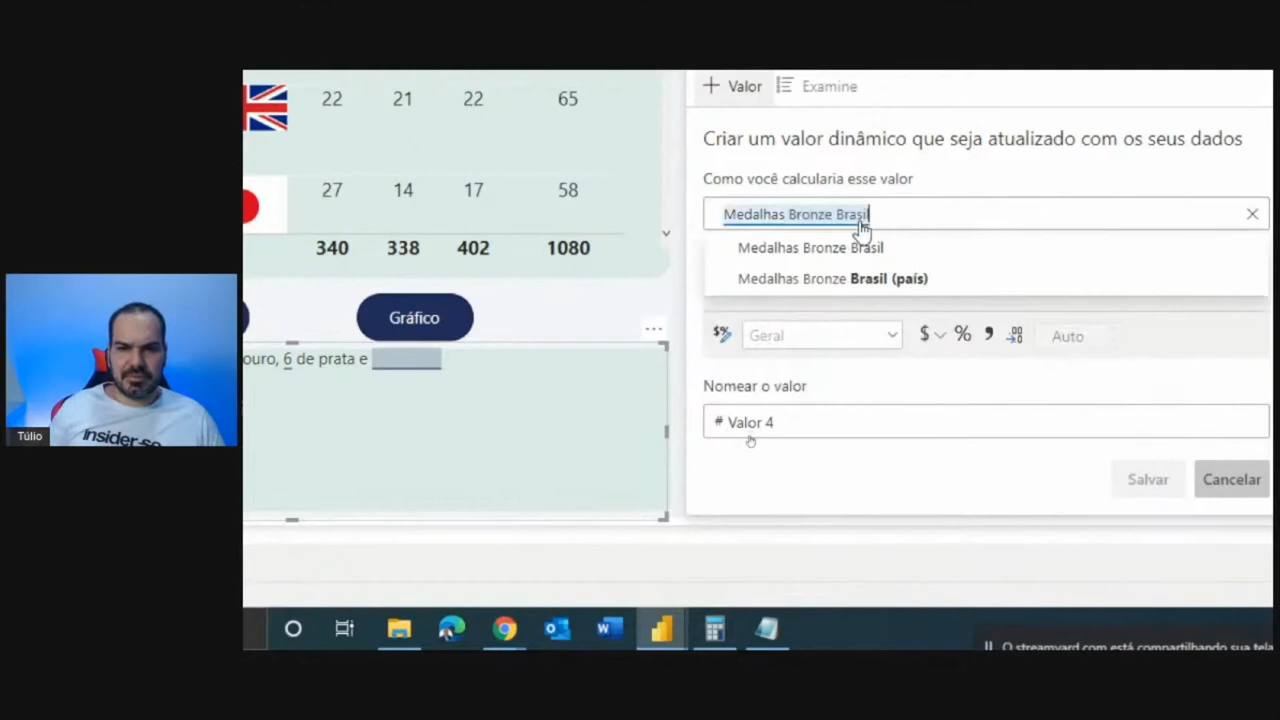 22 21 22 65
27 14 17 58
340 338 402 1080
Gráfico
...
ouro, 6 de prata e
Valor Examine
Criar um valor dinâmico que seja atualizado com os seus dados
Como você calcularia esse valor
Medalhas Bronze Brasil
Medalhas Bronze Brasil
Medalhas Bronze Brasil (país)
Geral $ % Auto
Nomear o valor
# Valor 4
Salvar Cancelar
Túlio
Insider-se
O streamyard.com está compartilhando sua tela